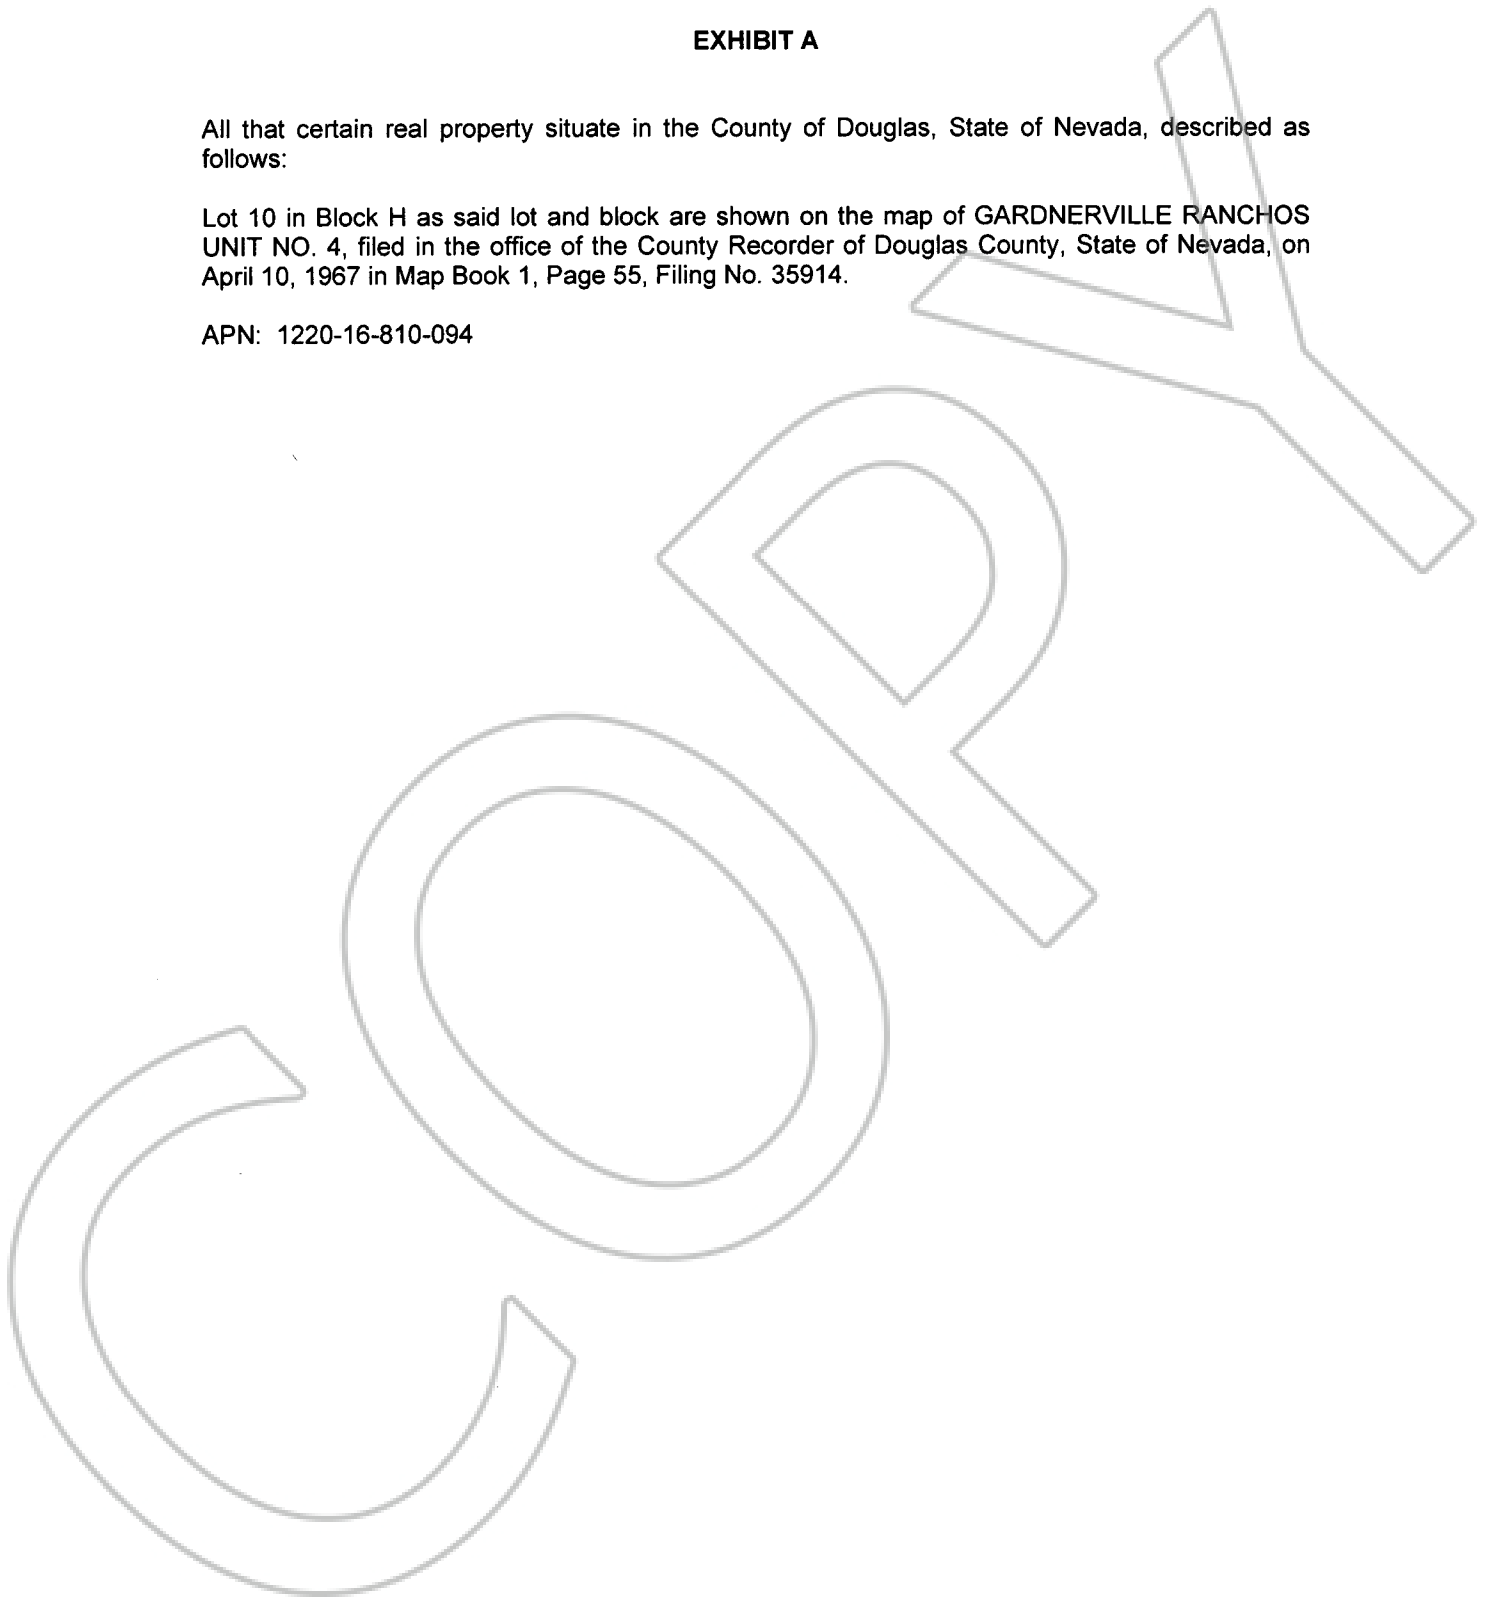 EXHIBIT A
All that certain real property situate in the County of Douglas, State of Nevada, described as
follows:
Lot 10 in Block H as said lot and block are shown on the map of GARDNERVILLE RANCHOS
UNIT NO. 4, filed in the office of the County Recorder of Douglas County, State of Nevada, on
April 10, 1967 in Map Book 1, Page 55, Filing No. 35914.
APN: 1220-16-810-094
COPY